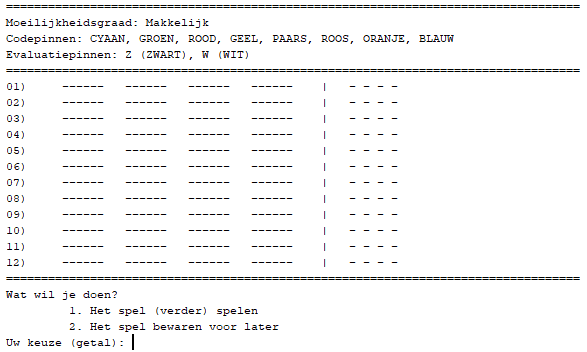 ==================================================================================
Moeilijkheidsgraad: Makkelijk
Codepinnen: CYAAN, GROEN, ROOD, GEEL, PAARS, ROOS, ORANJE, BLAUW
Evaluatiepinnen: Z (ZWART), W (WIT)
==================================================================================
01)     ------   ------   ------   ------    |   - - - -
02)     ------   ------   ------   ------    |   - - - -
03)     ------   ------   ------   ------    |   - - - -
04)     ------   ------   ------   ------    |   - - - -
05)     ------   ------   ------   ------    |   - - - -
06)     ------   ------   ------   ------    |   - - - -
07)     ------   ------   ------   ------    |   - - - -
08)     ------   ------   ------   ------    |   - - - -
09)     ------   ------   ------   ------    |   - - - -
10)     ------   ------   ------   ------    |   - - - -
11)     ------   ------   ------   ------    |   - - - -
12)     ------   ------   ------   ------    |   - - - -
==================================================================================
Wat wil je doen?
1. Het spel (verder) spelen
2. Het spel bewaren voor later
Uw keuze (getal):